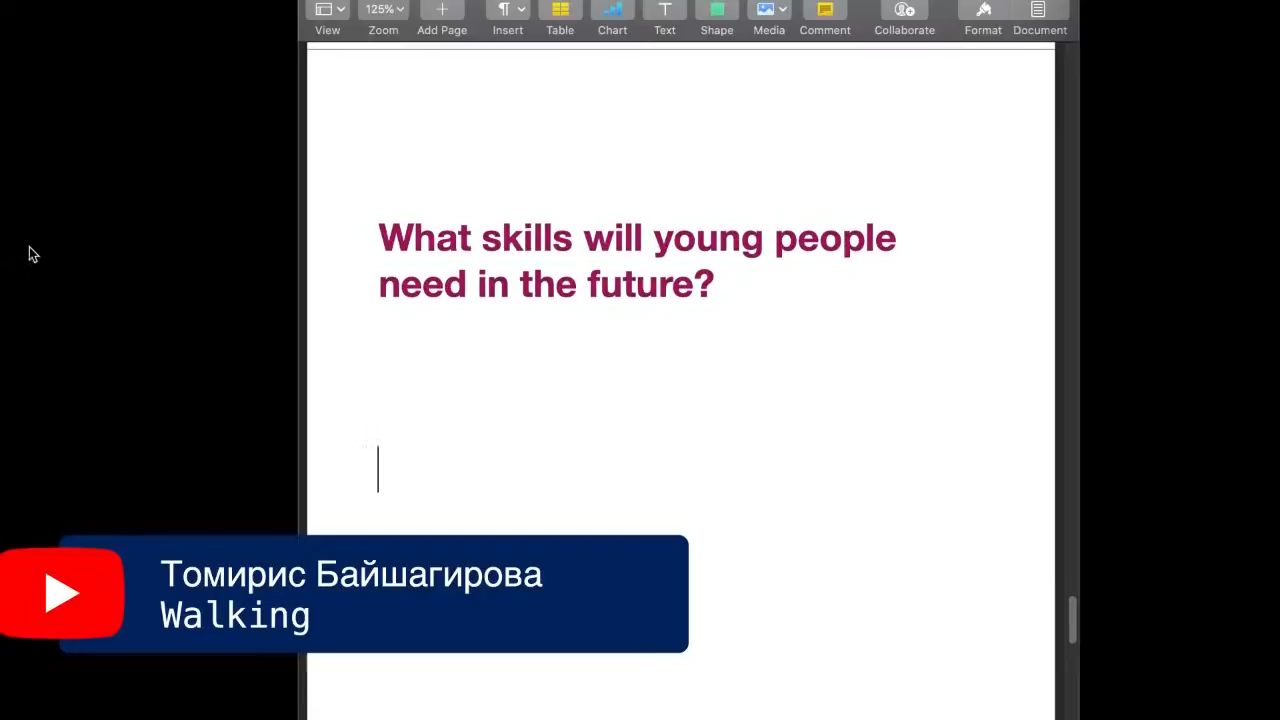 125%
View
Zoom
Add Page
Insert
Table
Chart
Text
Shape
Media
Comment
Collaborate
Format
Document
What skills will young people
need in the future?
Томирис Байшагирова
Walking